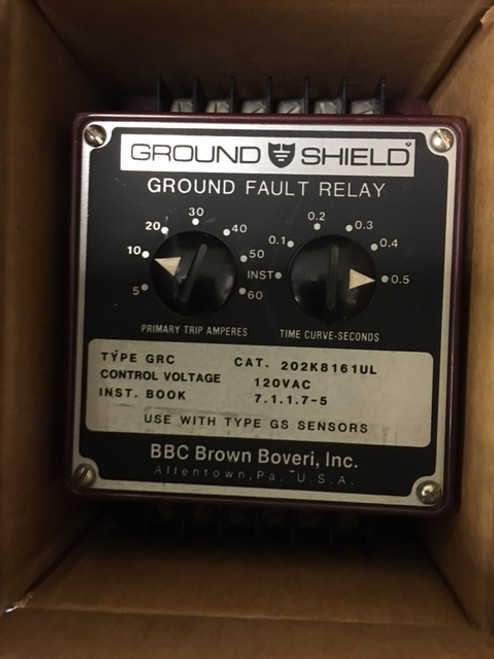 GROUND SHIELD
GROUND FAULT RELAY
5 10 20 30 40 50 60
INST 0.1 0.2 0.3 0.4 0.5
PRIMARY TRIP AMPERES TIME CURVE-SECONDS
TYPE GRC CAT. 202K8161UL
CONTROL VOLTAGE 120VAC
INST. BOOK 7.1.1.7-5
USE WITH TYPE GS SENSORS
BBC Brown Boveri, Inc.
Allentown, Pa. U.S.A.